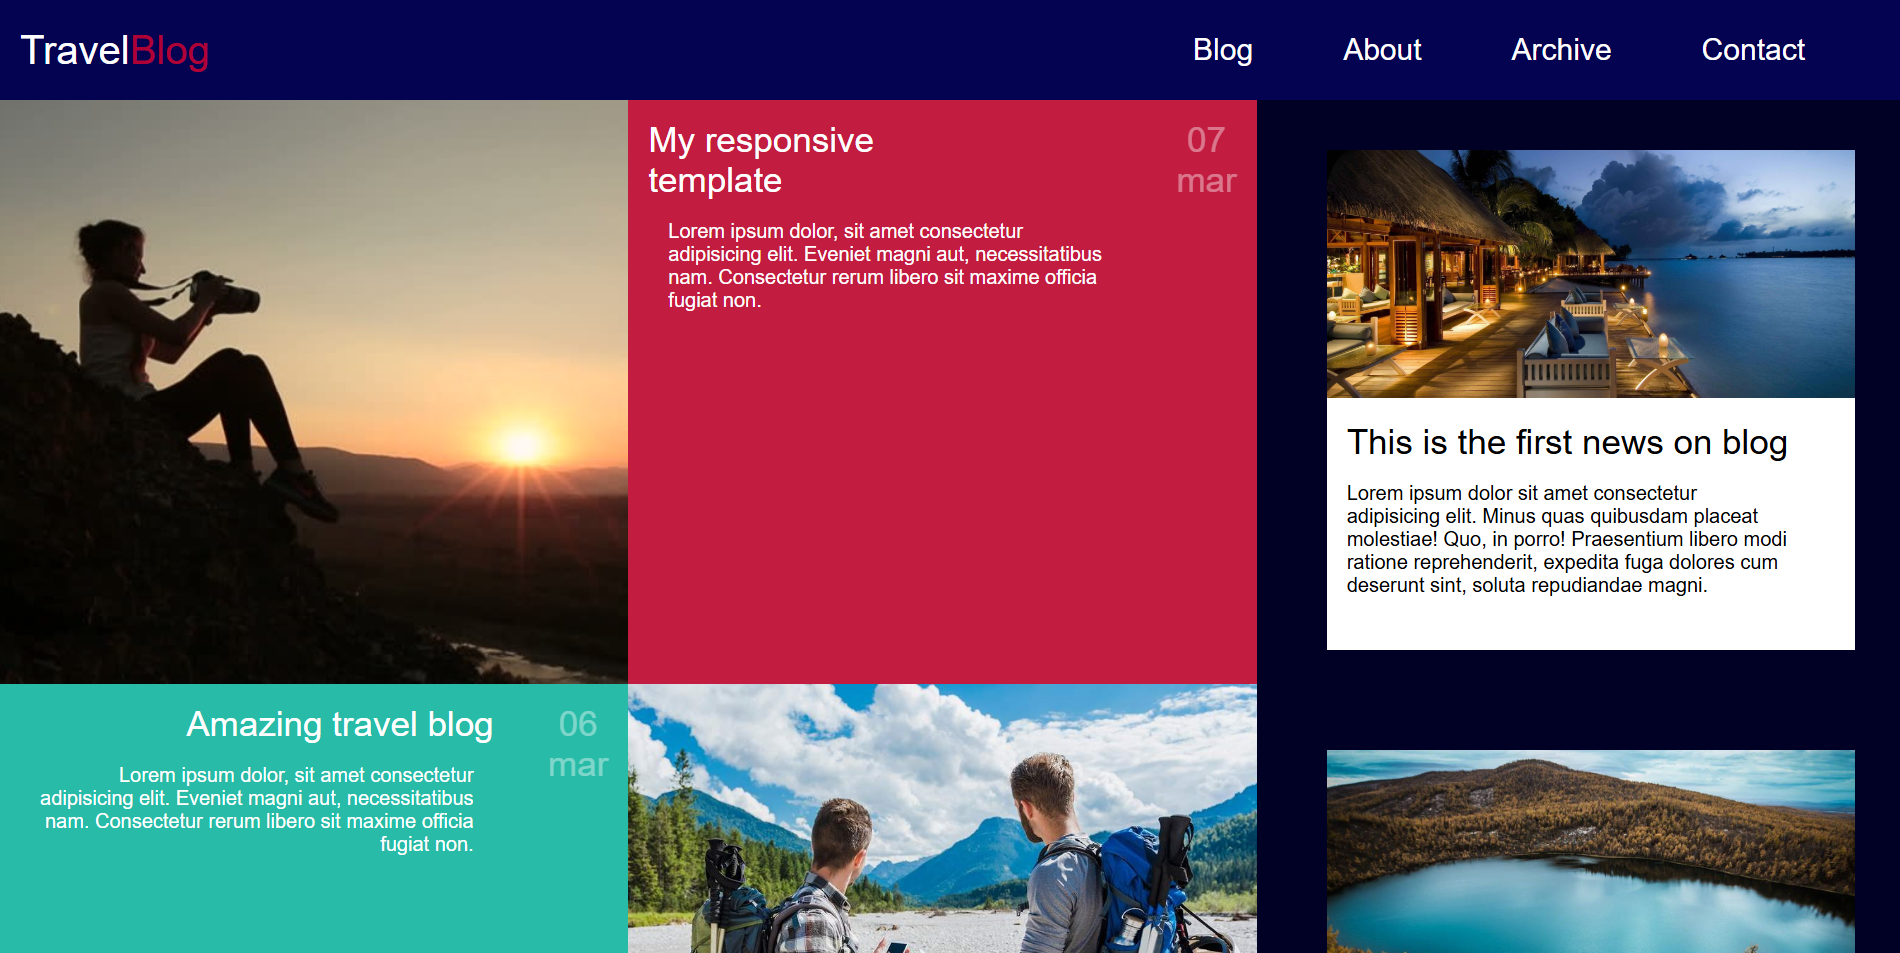 TravelBlog
Blog
About
Archive
Contact
My responsive
template
07
mar
Lorem ipsum dolor, sit amet consectetur
adipisicing elit. Eveniet magni aut, necessitatibus
nam. Consectetur rerum libero sit maxime officia
fugiat non.
This is the first news on blog
Lorem ipsum dolor sit amet consectetur
adipisicing elit. Minus quas quibusdam placeat
molestiae! Quo, in porro! Praesentium libero modi
ratione reprehenderit, expedita fuga dolores cum
deserunt sint, soluta repudiandae magni.
Amazing travel blog
06
mar
Lorem ipsum dolor, sit amet consectetur
adipisicing elit. Eveniet magni aut, necessitatibus
nam. Consectetur rerum libero sit maxime officia
fugiat non.